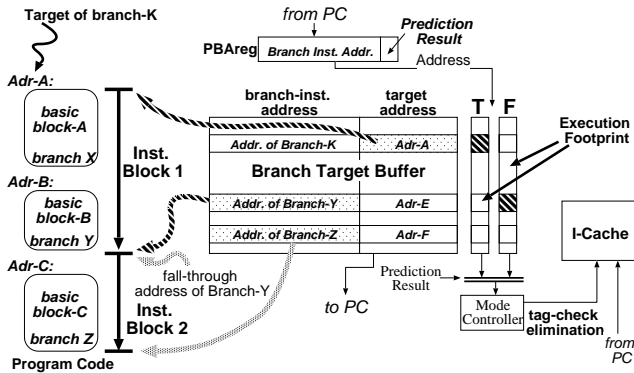 Target of branch-K
from PC
PBAreg
Branch Inst. Addr.
Prediction
Result
Address
Adr-A:
basic
block-A
branch X
Inst.
Block 1
Adr-B:
basic
block-B
branch Y
Adr-C:
basic
block-C
branch Z
Inst.
Block 2
Program Code
fall-through
address of Branch-Y
branch-inst.
address
target
address
T
F
Addr. of Branch-K
Adr-A
Branch Target Buffer
Addr. of Branch-Y
Adr-E
Addr. of Branch-Z
Adr-F
Execution
Footprint
to PC
Prediction
Result
Mode
Controller
tag-check
elimination
I-Cache
from
PC